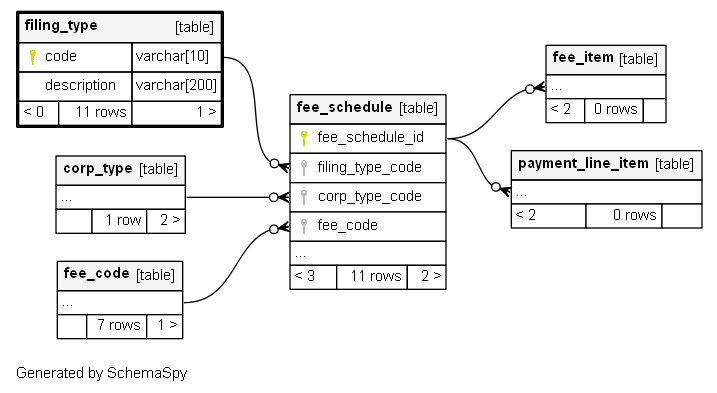 filing_type [table]
code varchar[10]
description varchar[200]
< 0 11 rows 1 >
corp_type [table]
...
1 row 2 >
fee_code [table]
...
7 rows 1 >
fee_schedule [table]
fee_schedule_id
filing_type_code
corp_type_code
fee_code
...
< 3 11 rows 2 >
fee_item [table]
...
< 2 0 rows
payment_line_item [table]
...
< 2 0 rows
Generated by SchemaSpy